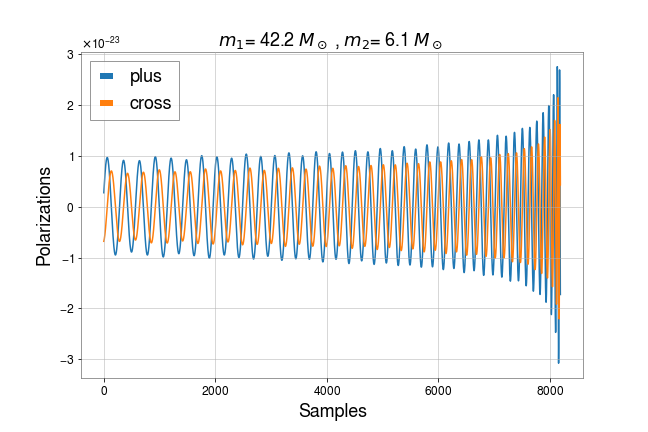 m₁= 42.2 M⊙ , m₂= 6.1 M⊙
×10⁻²³
plus
cross
3
2
1
0
−1
−2
−3
Polarizations
0 2000 4000 6000 8000
Samples